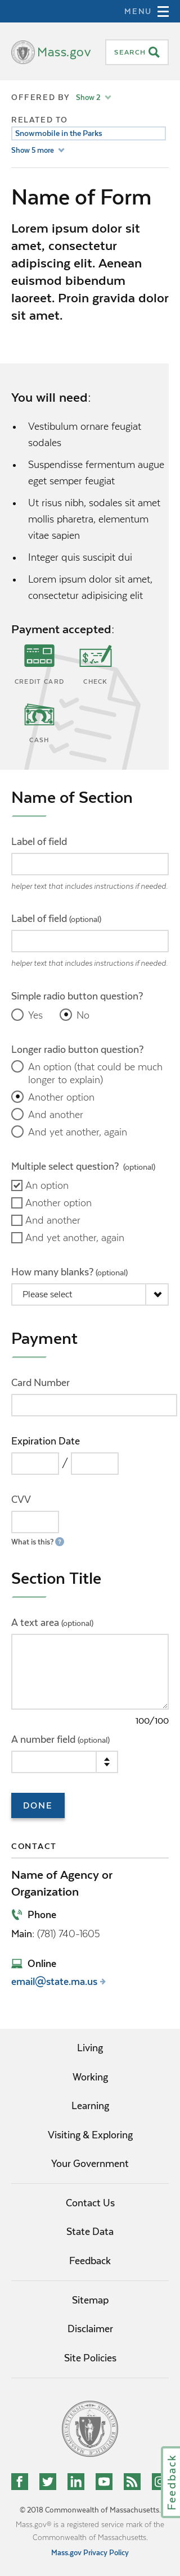 MENU
Mass.gov
SEARCH
OFFERED BY Show 2
RELATED TO
Snowmobile in the Parks
Show 5 more
Name of Form
Lorem ipsum dolor sit
amet, consectetur
adipiscing elit. Aenean
euismod bibendum
laoreet. Proin gravida dolor
sit amet.
You will need:
• Vestibulum ornare feugiat
sodales
• Suspendisse fermentum augue
eget semper feugiat
• Ut risus nibh, sodales sit amet
mollis pharetra, elementum
vitae sapien
• Integer quis suscipit dui
• Lorem ipsum dolor sit amet,
consectetur adipisicing elit
Payment accepted:
CREDIT CARD
CHECK
CASH
Name of Section
Label of field
helper text that includes instructions if needed.
Label of field (optional)
helper text that includes instructions if needed.
Simple radio button question?
Yes No
Longer radio button question?
An option (that could be much
longer to explain)
Another option
And another
And yet another, again
Multiple select question? (optional)
An option
Another option
And another
And yet another, again
How many blanks? (optional)
Please select
Payment
Card Number
Expiration Date
/
CVV
What is this? ?
Section Title
A text area (optional)
100/100
A number field (optional)
DONE
CONTACT
Name of Agency or
Organization
Phone
Main: (781) 740-1605
Online
email@state.ma.us
Living
Working
Learning
Visiting & Exploring
Your Government
Contact Us
State Data
Feedback
Sitemap
Disclaimer
Site Policies
Feedback
© 2018 Commonwealth of Massachusetts.
Mass.gov® is a registered service mark of the
Commonwealth of Massachusetts.
Mass.gov Privacy Policy